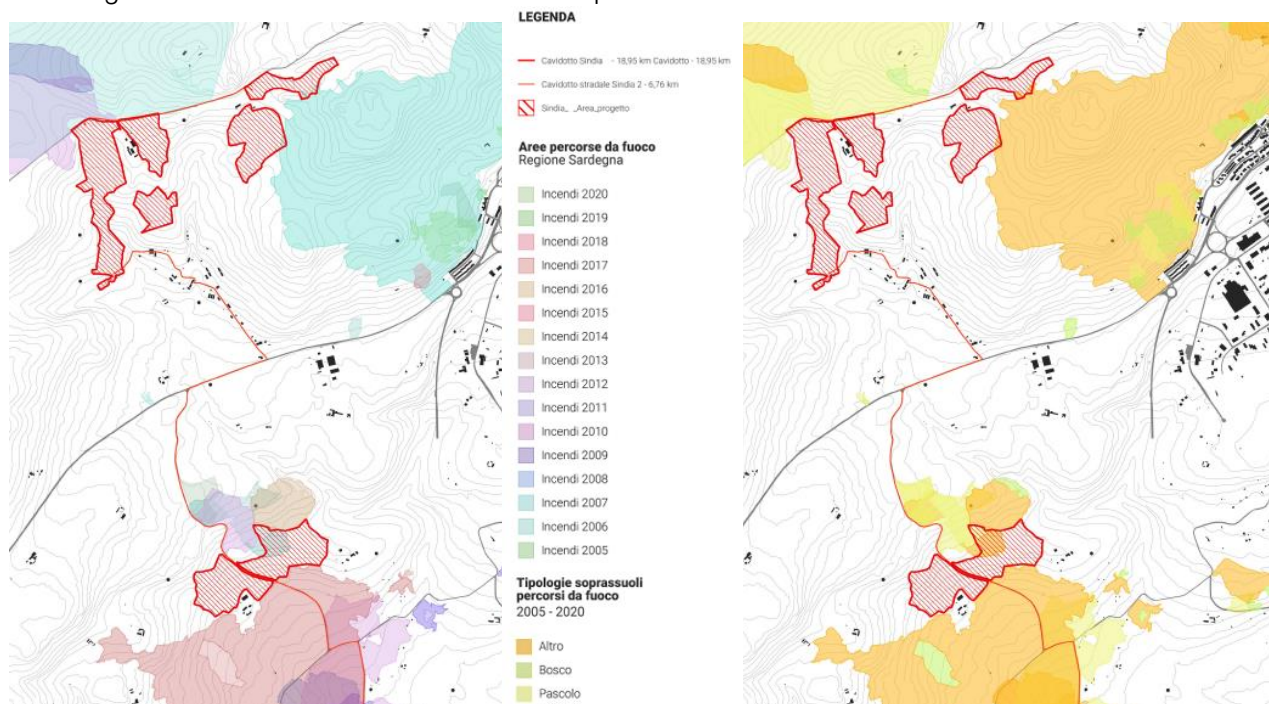 LEGENDA
Cavidotto Sindia - 18,95 km Cavidotto - 18,95 km
Cavidotto stradale Sindia 2 - 6,76 km
Sindia_ _Area_progetto
Aree percorse da fuoco
Regione Sardegna
Incendi 2020
Incendi 2019
Incendi 2018
Incendi 2017
Incendi 2016
Incendi 2015
Incendi 2014
Incendi 2013
Incendi 2012
Incendi 2011
Incendi 2010
Incendi 2009
Incendi 2008
Incendi 2007
Incendi 2006
Incendi 2005
Tipologie soprassuoli
percorsi da fuoco
2005 - 2020
Altro
Bosco
Pascolo